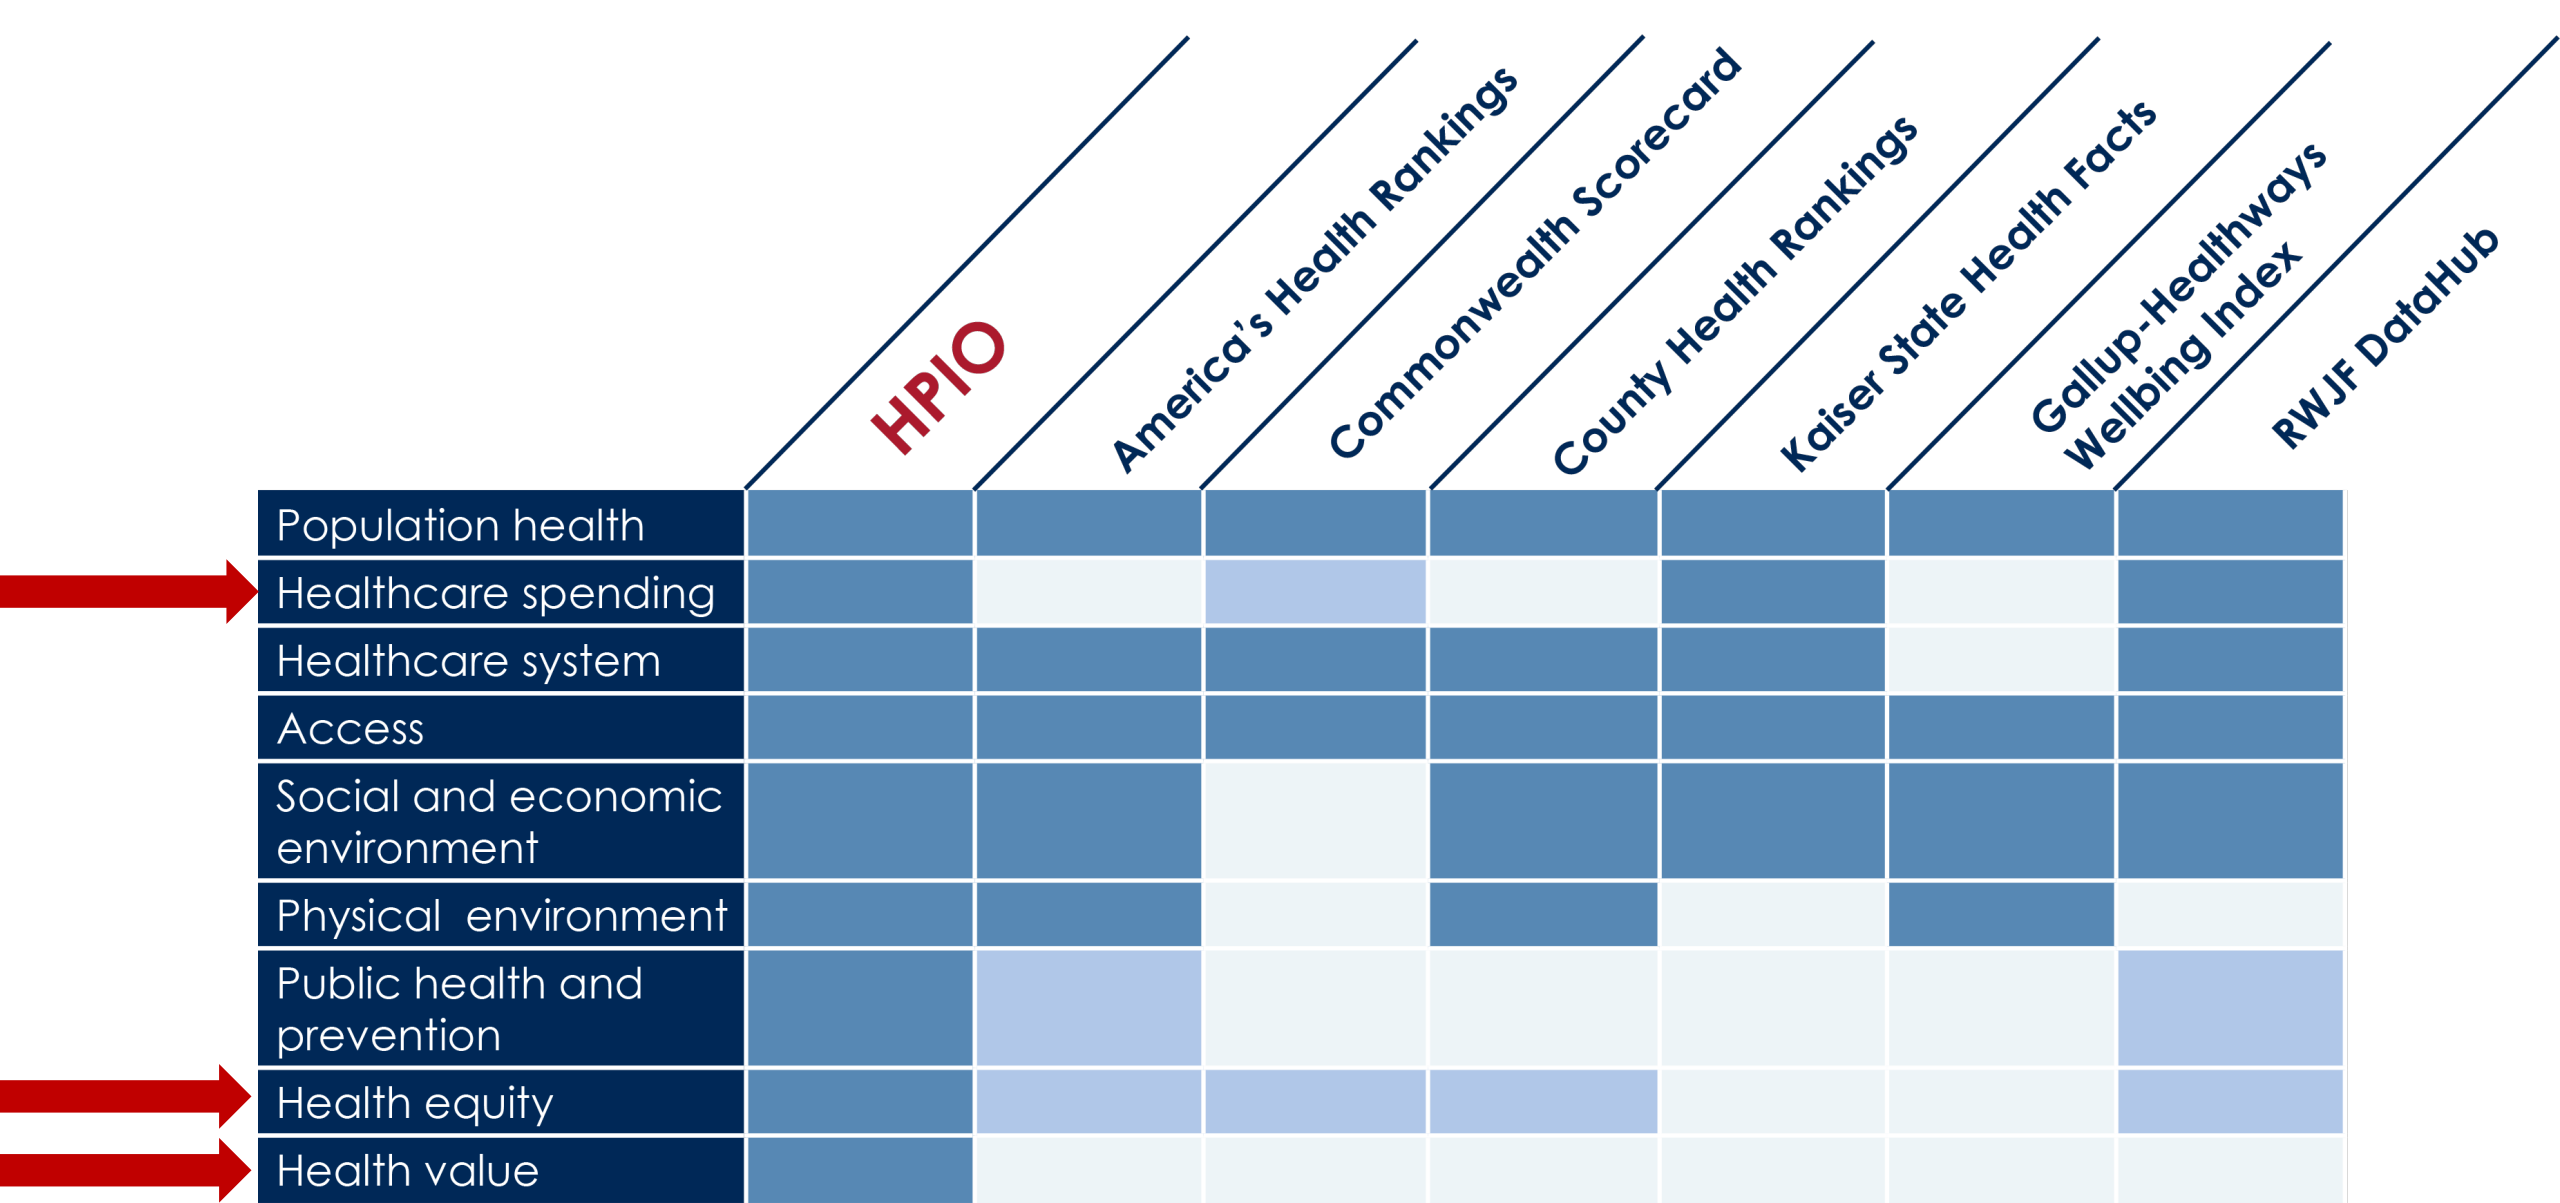 HPIO
America's Health Rankings
Commonwealth Scorecard
County Health Rankings
Kaiser State Health Facts
Gallup-Healthways
Wellbing Index
RWJF DataHub
Population health
Healthcare spending
Healthcare system
Access
Social and economic
environment
Physical environment
Public health and
prevention
Health equity
Health value